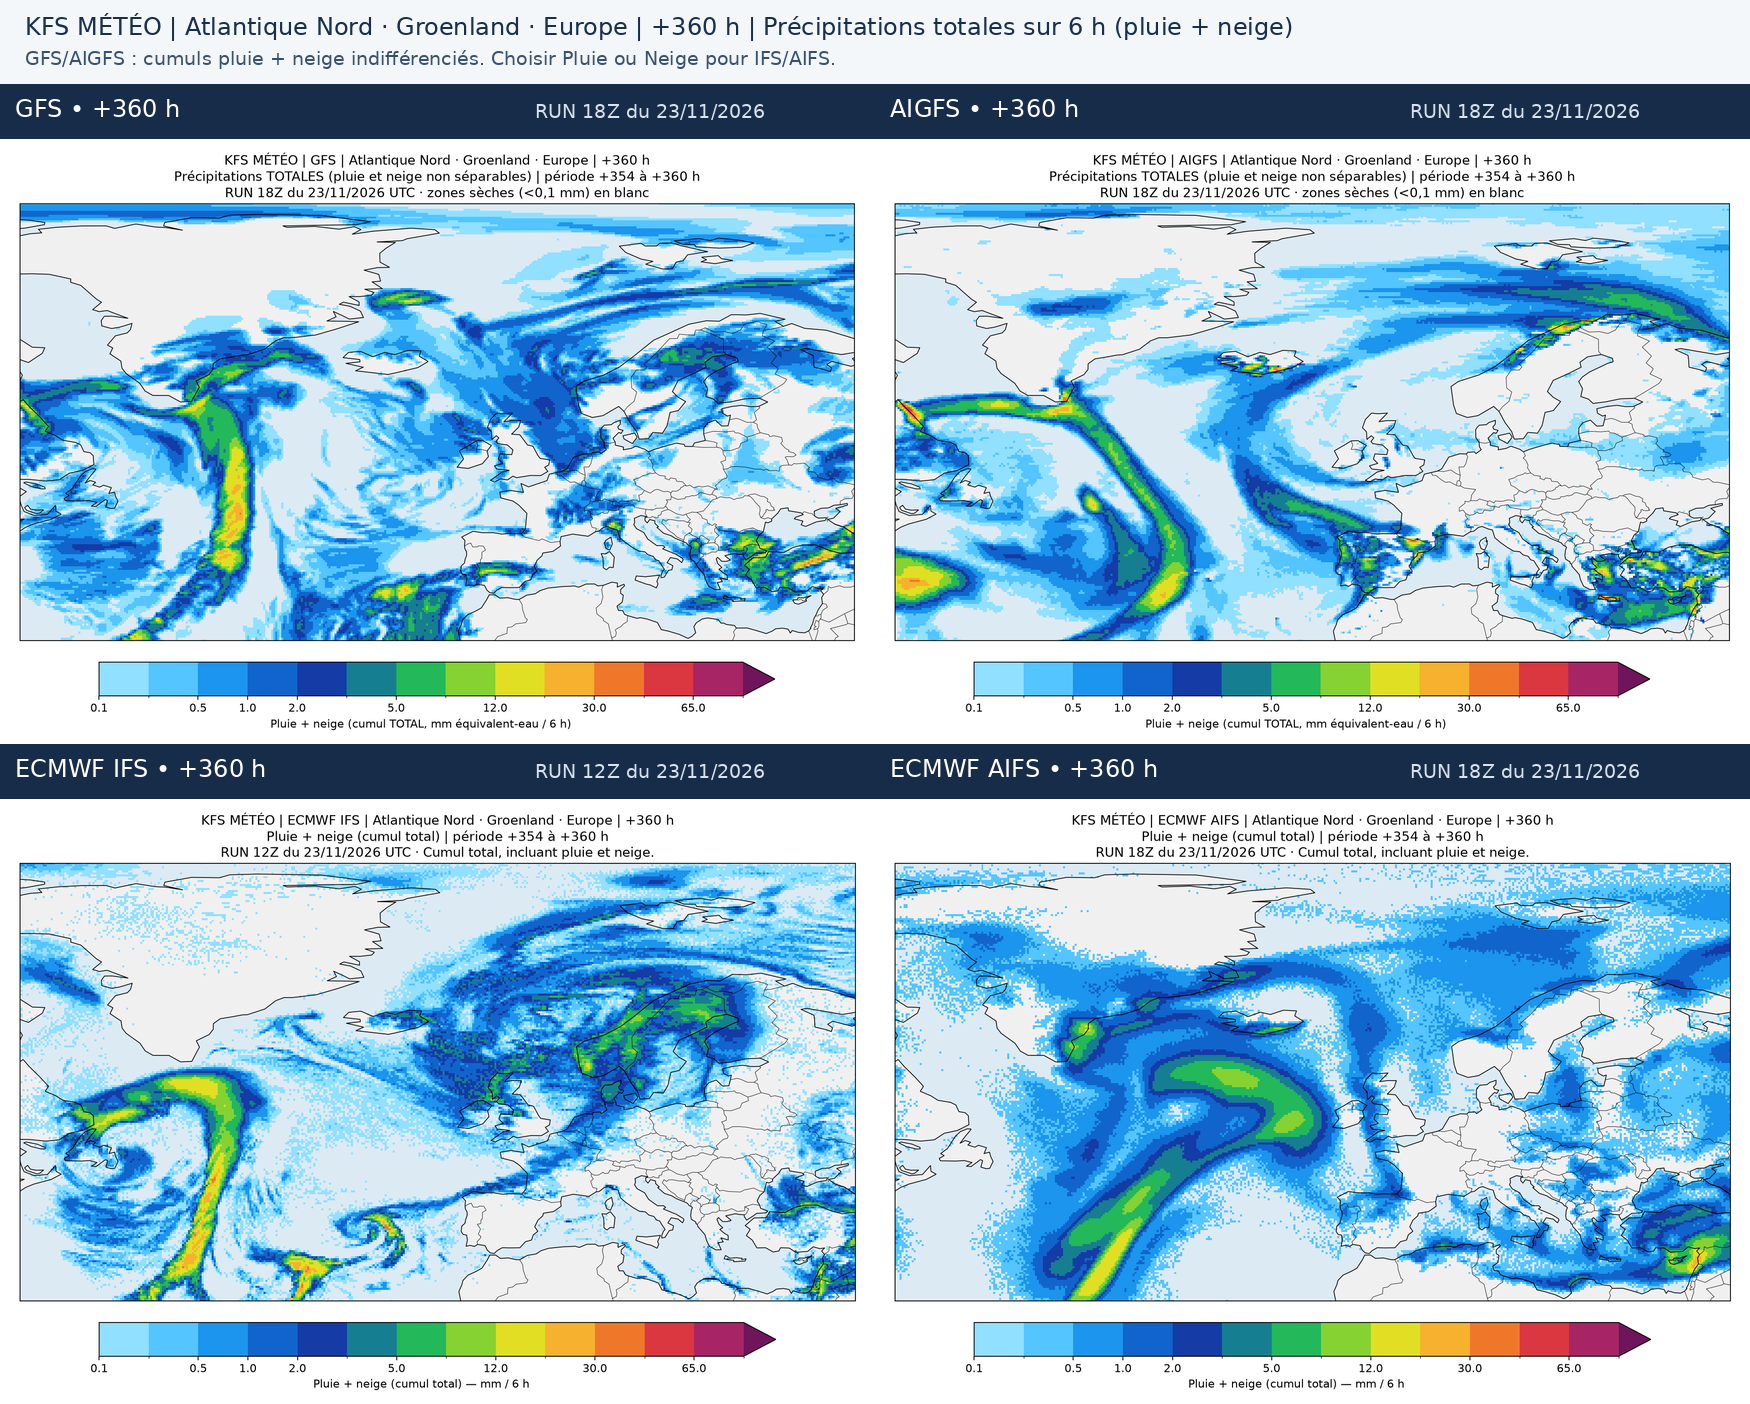 KFS MÉTÉO | Atlantique Nord · Groenland · Europe | +360 h | Précipitations totales sur 6 h (pluie + neige)
GFS/AIGFS : cumuls pluie + neige indifférenciés. Choisir Pluie ou Neige pour IFS/AIFS.
GFS • +360 h
RUN 18Z du 23/11/2026
AIGFS • +360 h
RUN 18Z du 23/11/2026
KFS MÉTÉO | GFS | Atlantique Nord · Groenland · Europe | +360 h
Précipitations TOTALES (pluie et neige non séparables) | période +354 à +360 h
RUN 18Z du 23/11/2026 UTC · zones sèches (<0,1 mm) en blanc
KFS MÉTÉO | AIGFS | Atlantique Nord · Groenland · Europe | +360 h
Précipitations TOTALES (pluie et neige non séparables) | période +354 à +360 h
RUN 18Z du 23/11/2026 UTC · zones sèches (<0,1 mm) en blanc
0.1 0.5 1.0 2.0 5.0 12.0 30.0 65.0
Pluie + neige (cumul TOTAL, mm équivalent-eau / 6 h)
0.1 0.5 1.0 2.0 5.0 12.0 30.0 65.0
Pluie + neige (cumul TOTAL, mm équivalent-eau / 6 h)
ECMWF IFS • +360 h
RUN 12Z du 23/11/2026
ECMWF AIFS • +360 h
RUN 18Z du 23/11/2026
KFS MÉTÉO | ECMWF IFS | Atlantique Nord · Groenland · Europe | +360 h
Pluie + neige (cumul total) | période +354 à +360 h
RUN 12Z du 23/11/2026 UTC · Cumul total, incluant pluie et neige.
KFS MÉTÉO | ECMWF AIFS | Atlantique Nord · Groenland · Europe | +360 h
Pluie + neige (cumul total) | période +354 à +360 h
RUN 18Z du 23/11/2026 UTC · Cumul total, incluant pluie et neige.
0.1 0.5 1.0 2.0 5.0 12.0 30.0 65.0
Pluie + neige (cumul total) — mm / 6 h
0.1 0.5 1.0 2.0 5.0 12.0 30.0 65.0
Pluie + neige (cumul total) — mm / 6 h